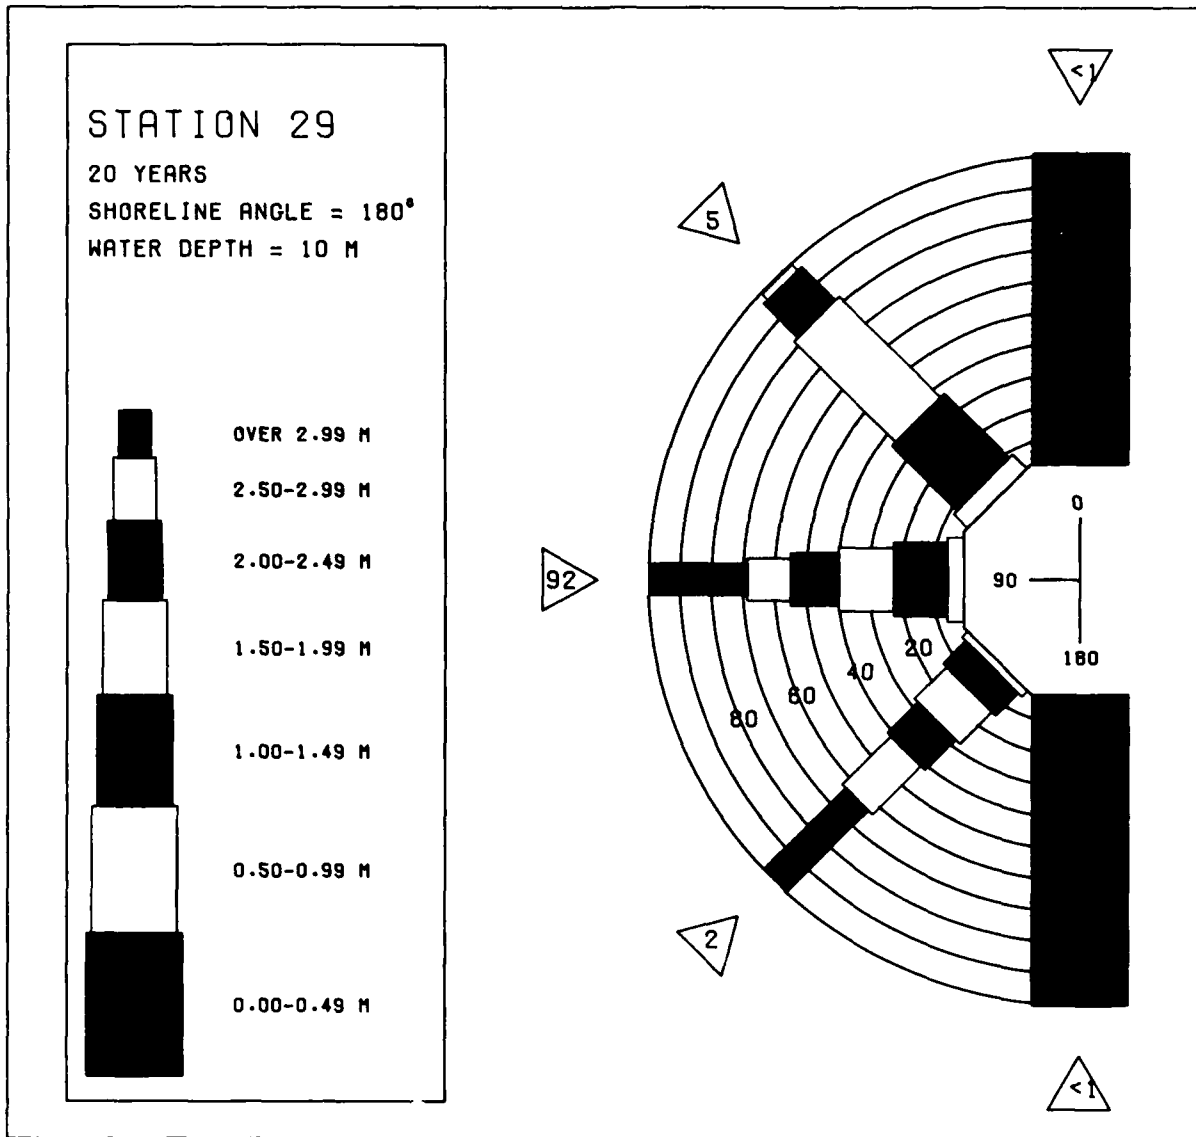 STATION 29
20 YEARS
SHORELINE ANGLE = 180°
WATER DEPTH = 10 M
OVER 2.99 M
2.50-2.99 M
2.00-2.49 M
1.50-1.99 M
1.00-1.49 M
0.50-0.99 M
0.00-0.49 M
<1
5
92
2
<1
0
90
180
20
40
60
80